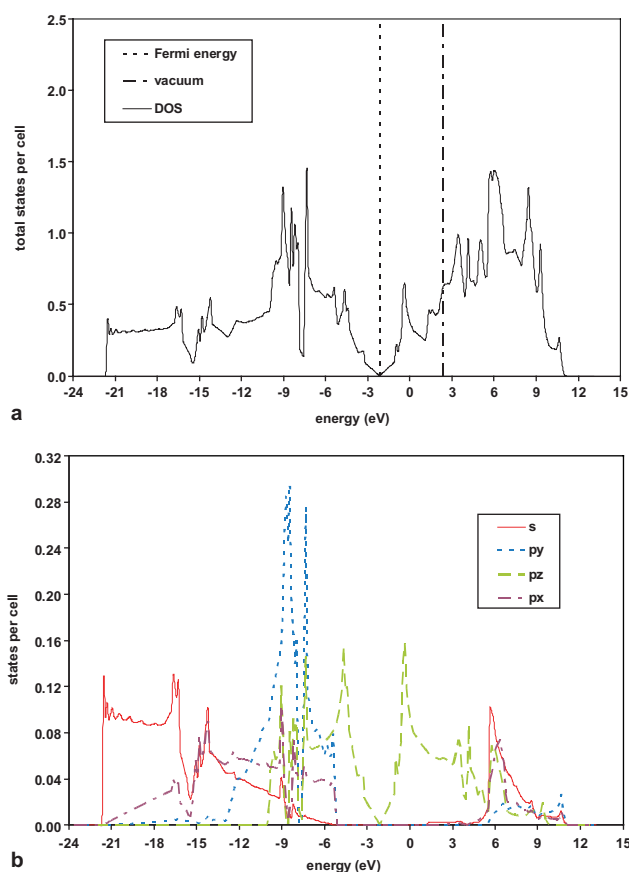 2.5
2.0
1.5
1.0
0.5
0.0
total states per cell
Fermi energy
vacuum
DOS
-24 -21 -18 -15 -12 -9 -6 -3 0 3 6 9 12 15
energy (eV)
a
0.32
0.28
0.24
0.20
0.16
0.12
0.08
0.04
0.00
states per cell
s
py
pz
px
-24 -21 -18 -15 -12 -9 -6 -3 0 3 6 9 12 15
energy (eV)
b